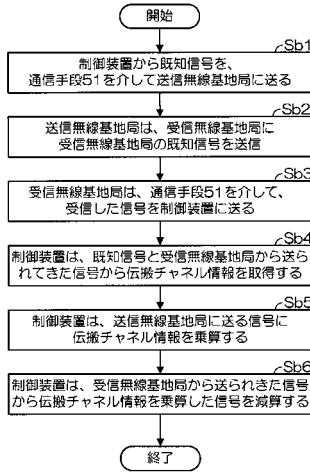 開始
Sb1
制御装置から既知信号を、
通信手段51を介して送信無線基地局に送る
Sb2
送信無線基地局は、受信無線基地局に
受信無線基地局の既知信号を送信
Sb3
受信無線基地局は、通信手段51を介して、
受信した信号を制御装置に送る
Sb4
制御装置は、既知信号と受信無線基地局から送ら
れてきた信号から伝搬チャネル情報を取得する
Sb5
制御装置は、送信無線基地局に送る信号に
伝搬チャネル情報を乗算する
Sb6
制御装置は、受信無線基地局から送られきた信号
から伝搬チャネル情報を乗算した信号を減算する
終了